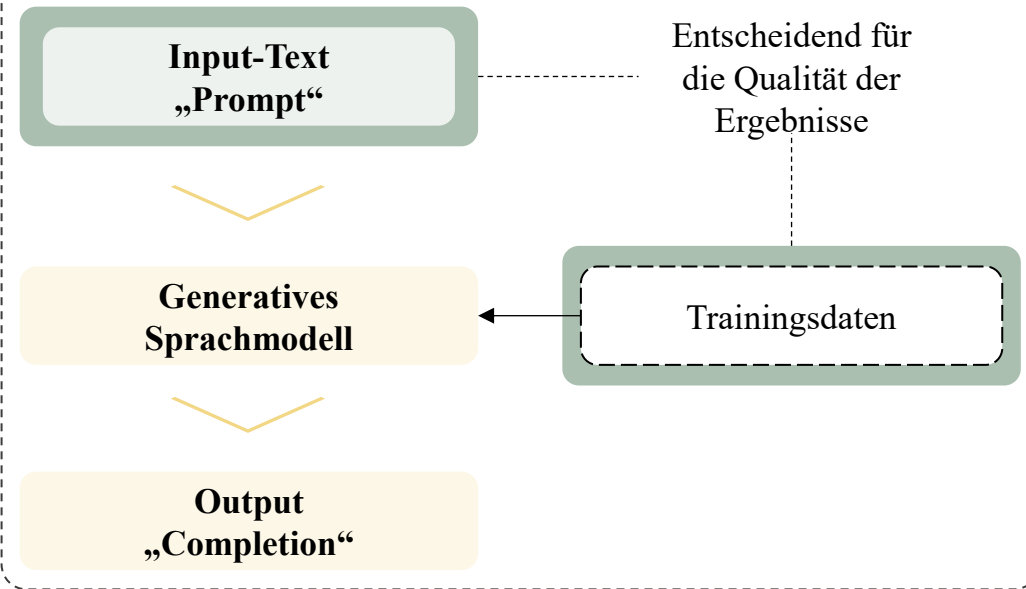 Input-Text
„Prompt“
Entscheidend für
die Qualität der
Ergebnisse
Generatives
Sprachmodell
Trainingsdaten
Output
„Completion“